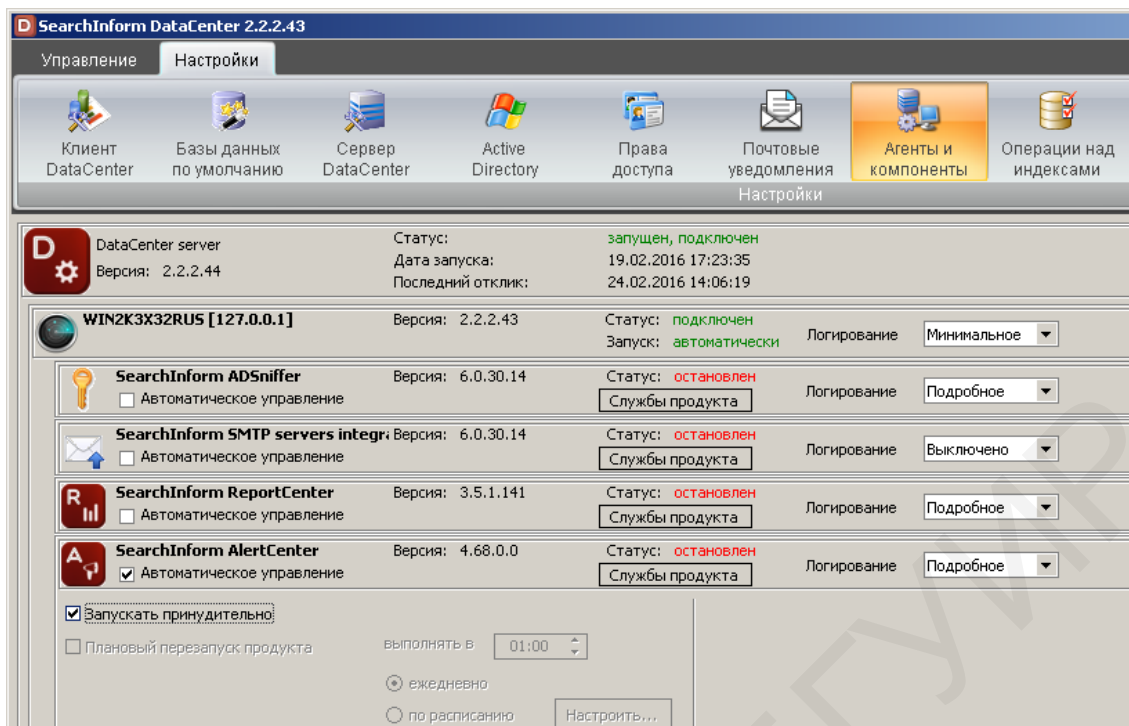 SearchInform DataCenter 2.2.2.43
Управление Настройки
Клиент DataCenter
Базы данных по умолчанию
Сервер DataCenter
Active Directory
Права доступа
Почтовые уведомления
Агенты и компоненты
Операции над индексами
Настройки
DataCenter server Статус: запущен, подключен
Версия: 2.2.2.44 Дата запуска: 19.02.2016 17:23:35
Последний отклик: 24.02.2016 14:06:19
WIN2K3X32RUS [127.0.0.1] Версия: 2.2.2.43 Статус: подключен
Запуск: автоматически Логирование Минимальное
SearchInform ADSniffer Версия: 6.0.30.14 Статус: остановлен
Автоматическое управление Службы продукта Логирование Подробное
SearchInform SMTP servers integra Версия: 6.0.30.14 Статус: остановлен
Автоматическое управление Службы продукта Логирование Выключено
SearchInform ReportCenter Версия: 3.5.1.141 Статус: остановлен
Автоматическое управление Службы продукта Логирование Подробное
SearchInform AlertCenter Версия: 4.68.0.0 Статус: остановлен
Автоматическое управление Службы продукта Логирование Подробное
Запускать принудительно
Плановый перезапуск продукта выполнять в 01:00
ежедневно
по расписанию Настроить...